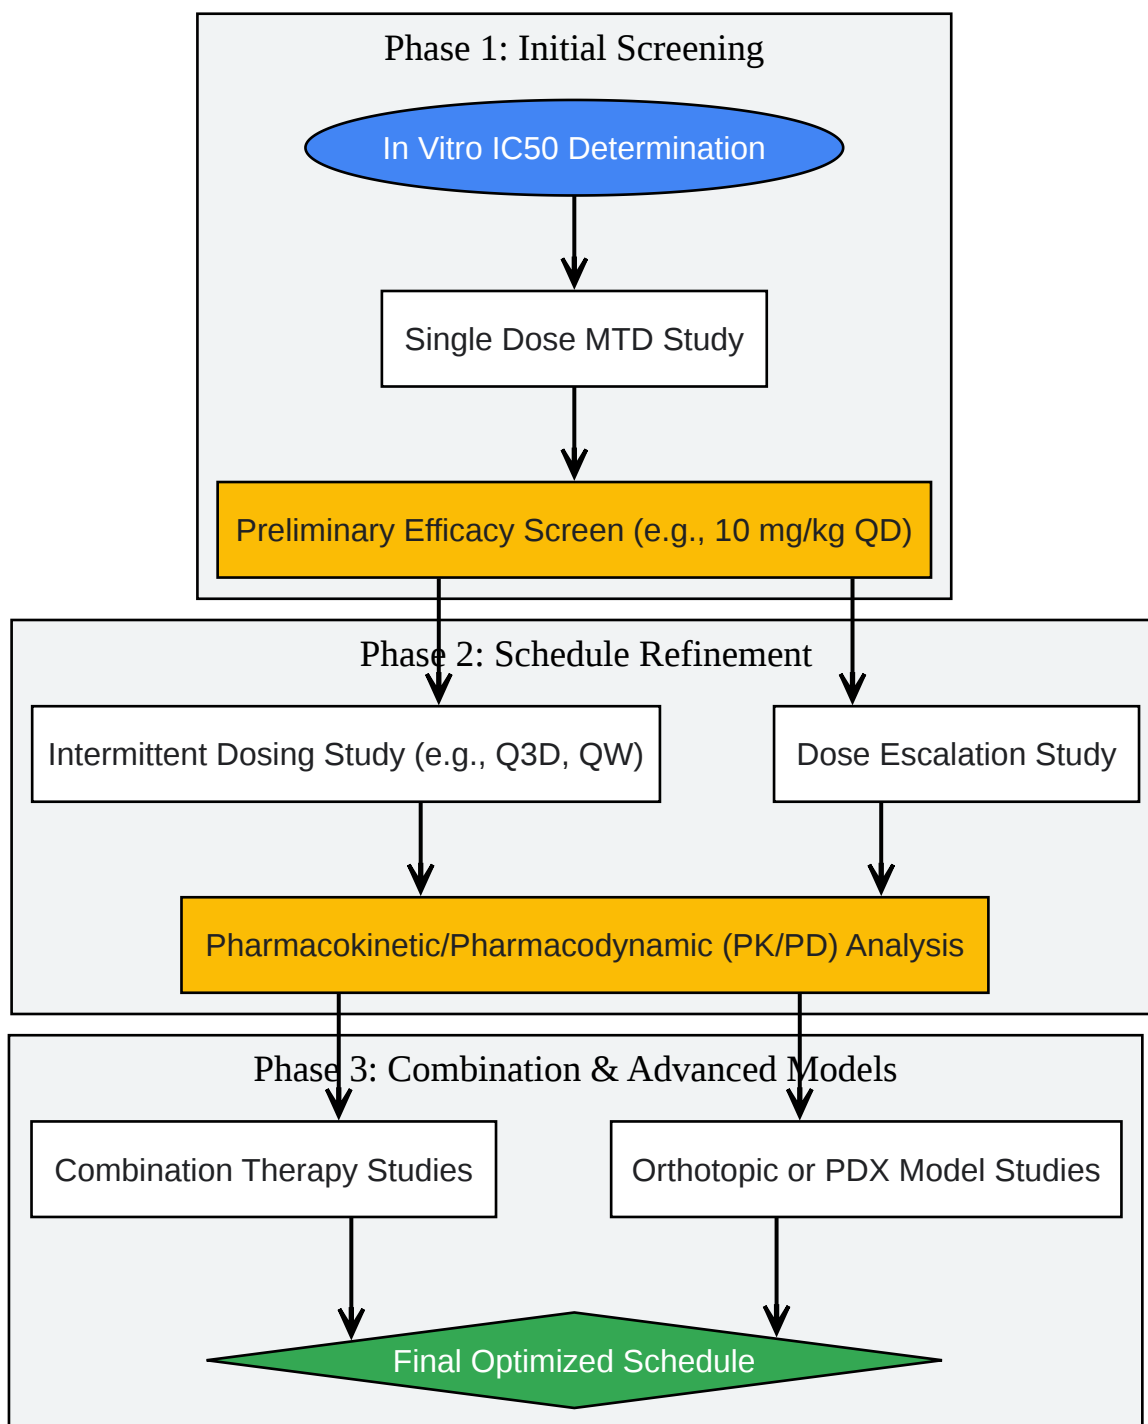 Phase 1: Initial Screening
In Vitro IC50 Determination
Single Dose MTD Study
Preliminary Efficacy Screen (e.g., 10 mg/kg QD)
Phase 2: Schedule Refinement
Intermittent Dosing Study (e.g., Q3D, QW)
Dose Escalation Study
Pharmacokinetic/Pharmacodynamic (PK/PD) Analysis
Phase 3: Combination & Advanced Models
Combination Therapy Studies
Orthotopic or PDX Model Studies
Final Optimized Schedule